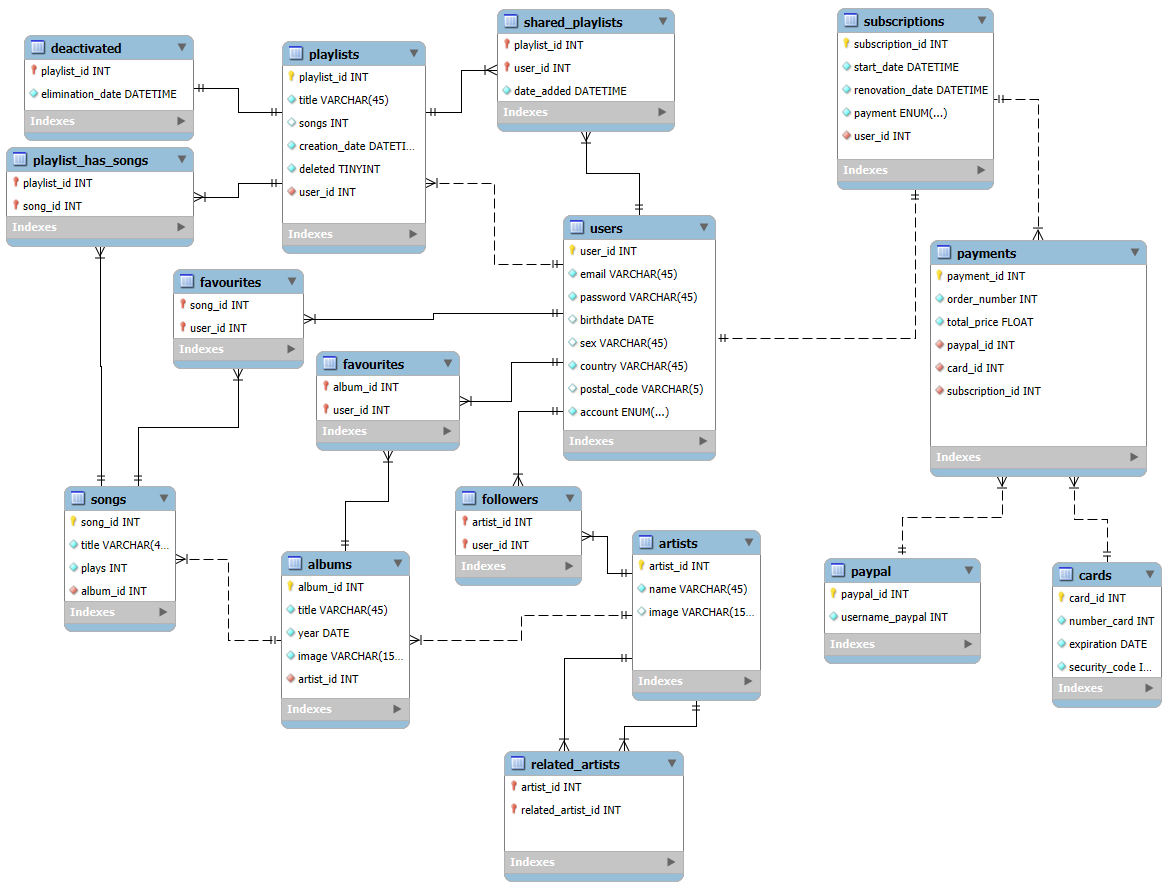 deactivated
playlist_id INT
elimination_date DATETIME
Indexes
playlists
playlist_id INT
title VARCHAR(45)
songs INT
creation_date DATETI...
deleted TINYINT
user_id INT
Indexes
shared_playlists
playlist_id INT
user_id INT
date_added DATETIME
Indexes
subscriptions
subscription_id INT
start_date DATETIME
renovation_date DATETIME
payment ENUM(...)
user_id INT
Indexes
playlist_has_songs
playlist_id INT
song_id INT
Indexes
users
user_id INT
email VARCHAR(45)
password VARCHAR(45)
birthdate DATE
sex VARCHAR(45)
country VARCHAR(45)
postal_code VARCHAR(5)
account ENUM(...)
Indexes
payments
payment_id INT
order_number INT
total_price FLOAT
paypal_id INT
card_id INT
subscription_id INT
Indexes
favourites
song_id INT
user_id INT
Indexes
favourites
album_id INT
user_id INT
Indexes
songs
song_id INT
title VARCHAR(4...
plays INT
album_id INT
Indexes
albums
album_id INT
title VARCHAR(45)
year DATE
image VARCHAR(15...
artist_id INT
Indexes
followers
artist_id INT
user_id INT
Indexes
artists
artist_id INT
name VARCHAR(45)
image VARCHAR(15...
Indexes
paypal
paypal_id INT
username_paypal INT
Indexes
cards
card_id INT
number_card INT
expiration DATE
security_code I...
Indexes
related_artists
artist_id INT
related_artist_id INT
Indexes